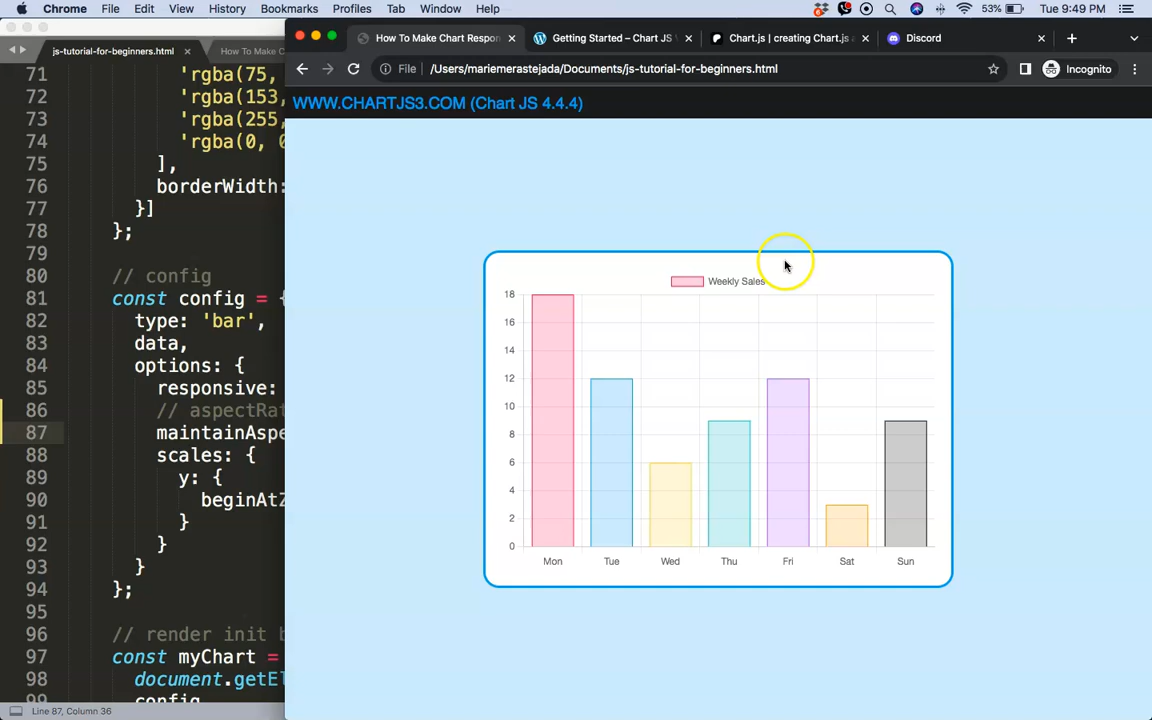 Chrome File Edit View History Bookmarks Profiles Tab Window Help 53% Tue 9:49 PM
js-tutorial-for-beginners.html × How To Make C
How To Make Chart Respon × Getting Started – Chart JS × Chart.js | creating Chart.js a × Discord ×
File /Users/mariemerastejada/Documents/js-tutorial-for-beginners.html Incognito
WWW.CHARTJS3.COM (Chart JS 4.4.4)
71 'rgba(75,
72 'rgba(153,
73 'rgba(255,
74 'rgba(0, 0
75 ],
76 borderWidth:
77 }]
78 };
79
80 // config
81 const config = {
82 type: 'bar',
83 data,
84 options: {
85 responsive:
86 // aspectRat
87 maintainAspe
88 scales: {
89 y: {
90 beginAtZ
91 }
92 }
93 }
94 };
95
96 // render init b
97 const myChart =
98 document.getEl
99 config
Line 87, Column 36
Weekly Sales
18
16
14
12
10
8
6
4
2
0
Mon Tue Wed Thu Fri Sat Sun